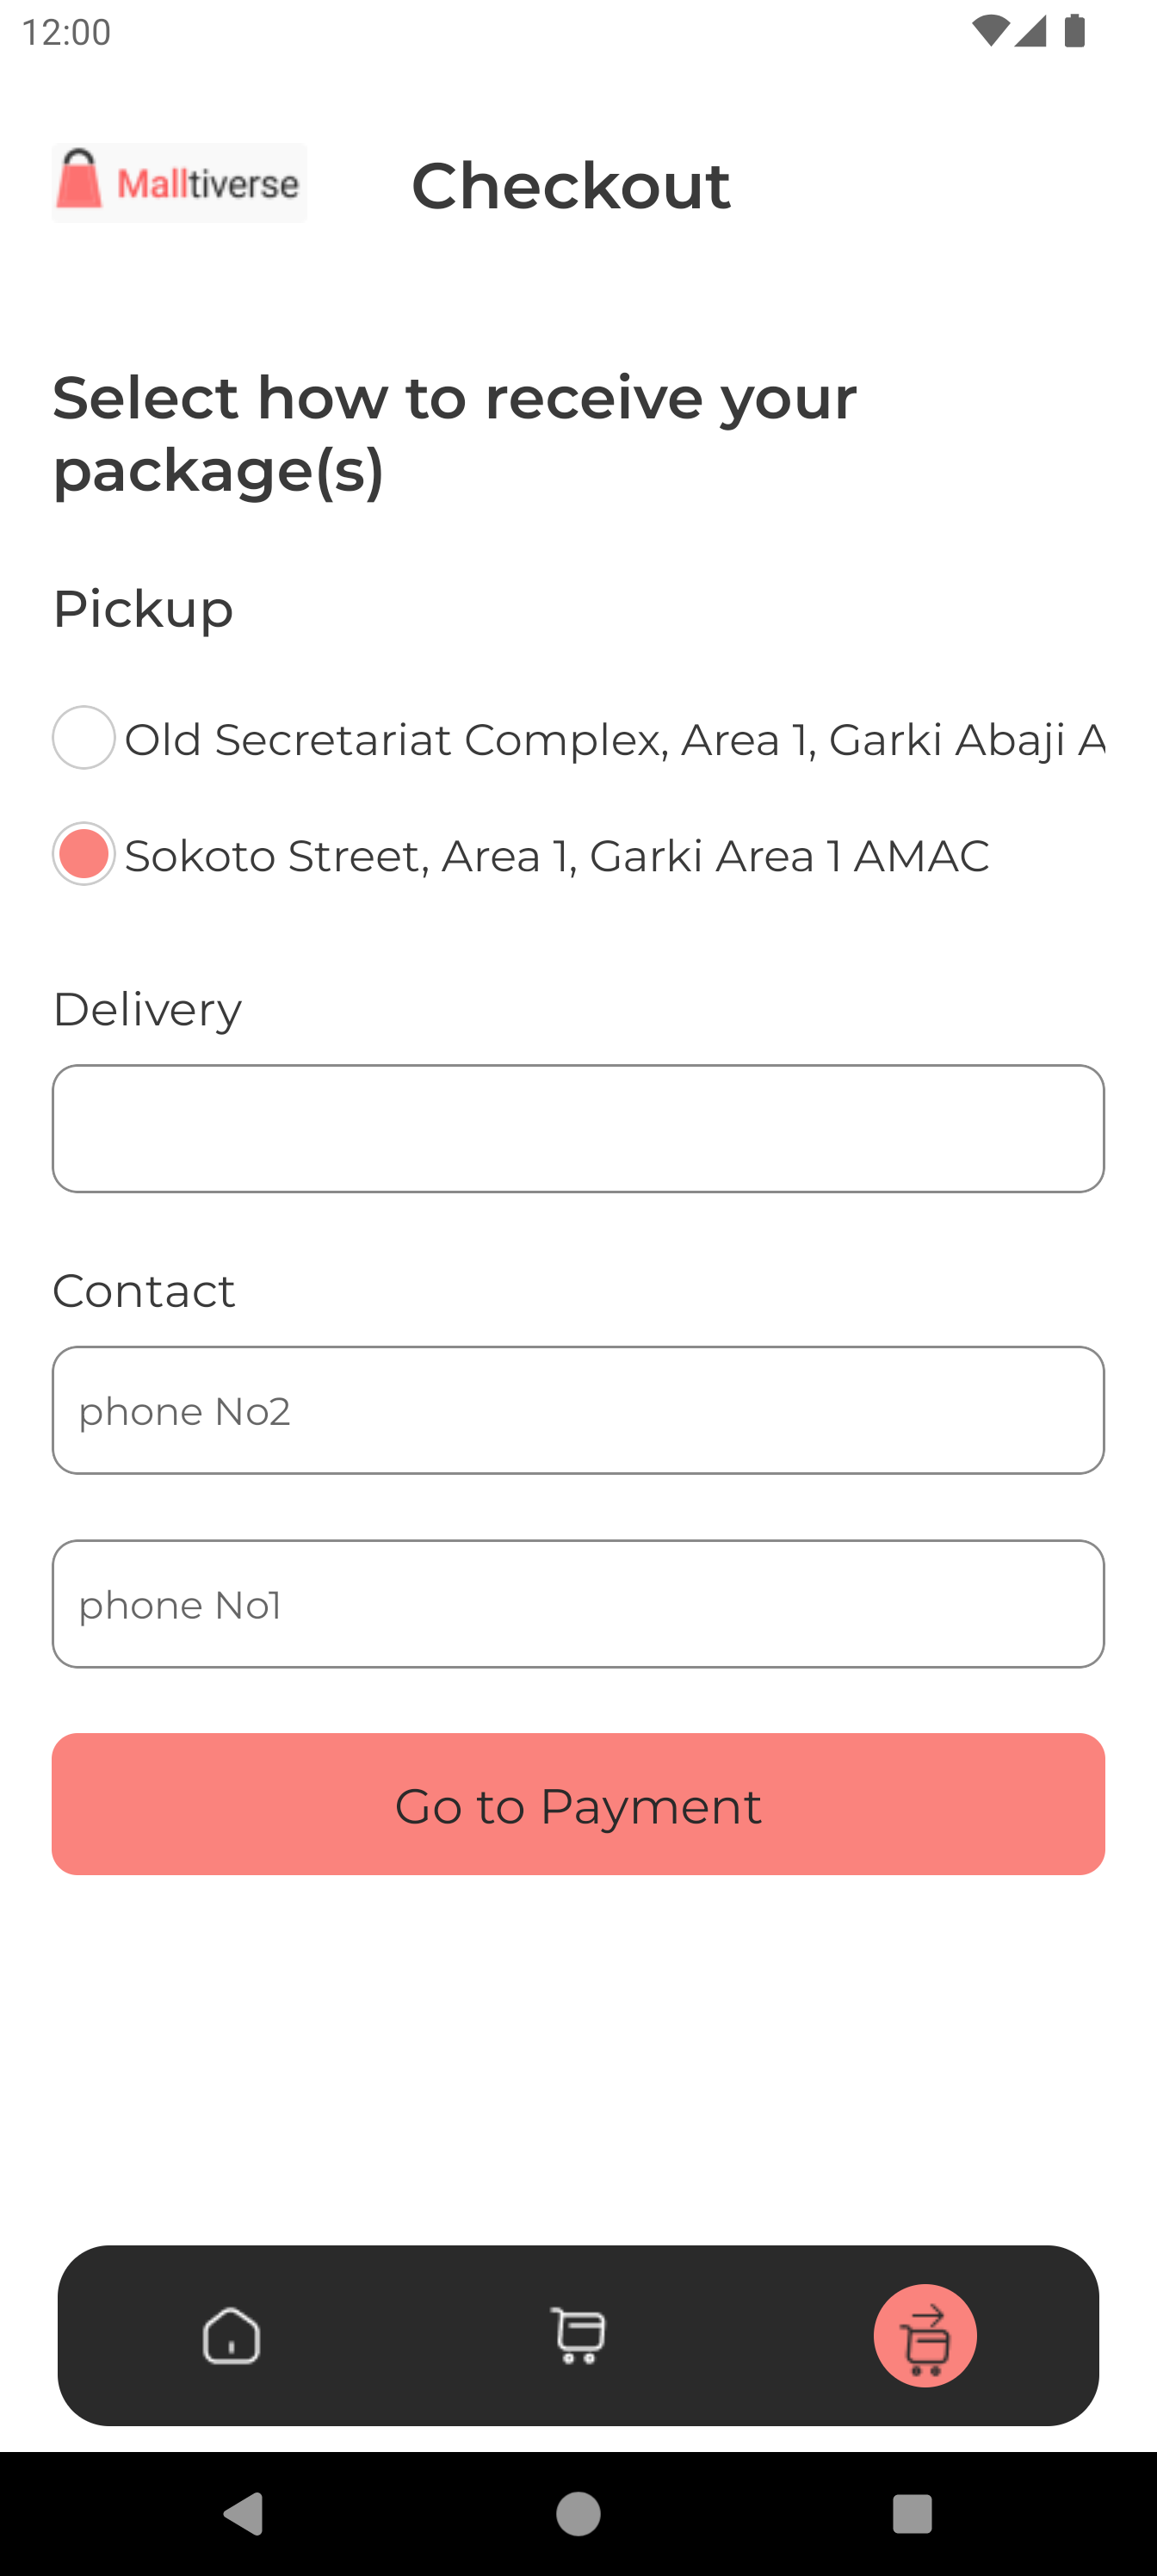 12:00
Malltiverse
Checkout
Select how to receive your
package(s)
Pickup
Old Secretariat Complex, Area 1, Garki Abaji A
Sokoto Street, Area 1, Garki Area 1 AMAC
Delivery
Contact
phone No2
phone No1
Go to Payment